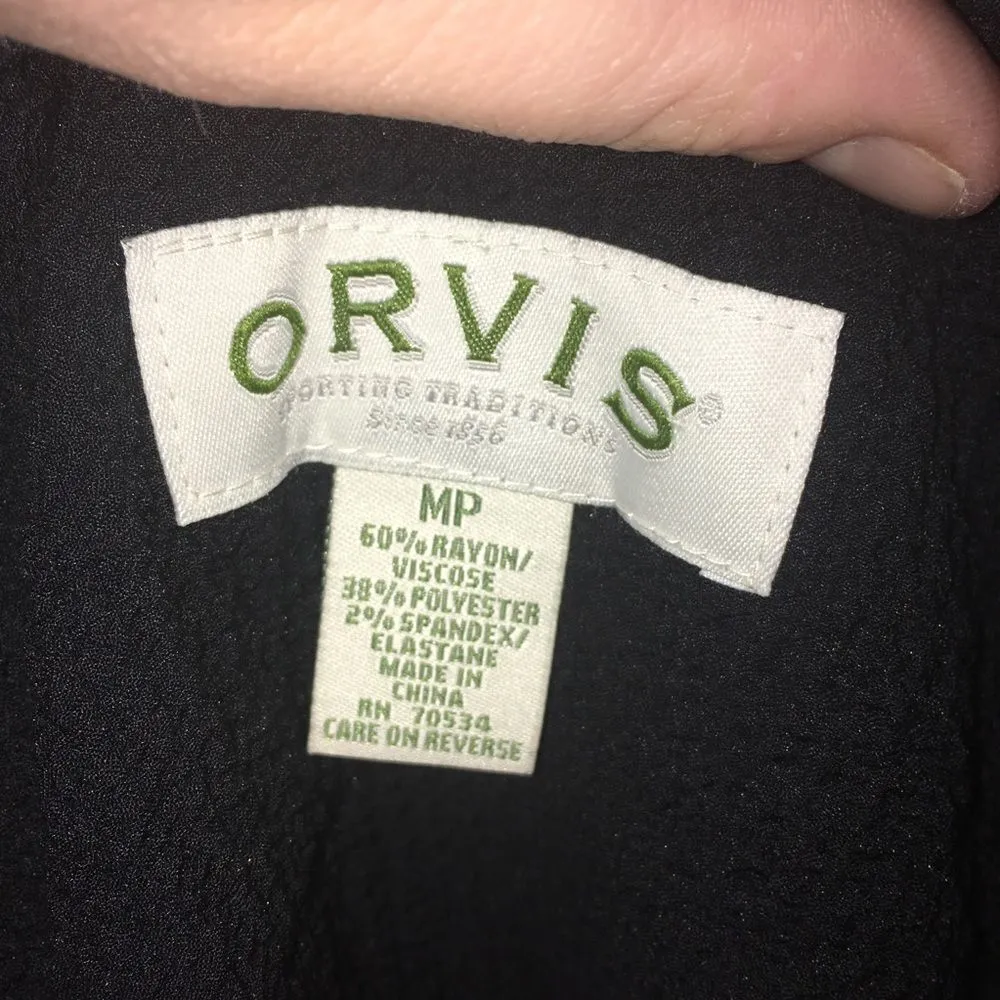 ORVIS®
SPORTING TRADITIONS
Since 1856
MP
60% RAYON/
VISCOSE
38% POLYESTER
2% SPANDEX/
ELASTANE
MADE IN
CHINA
RN 70534
CARE ON REVERSE